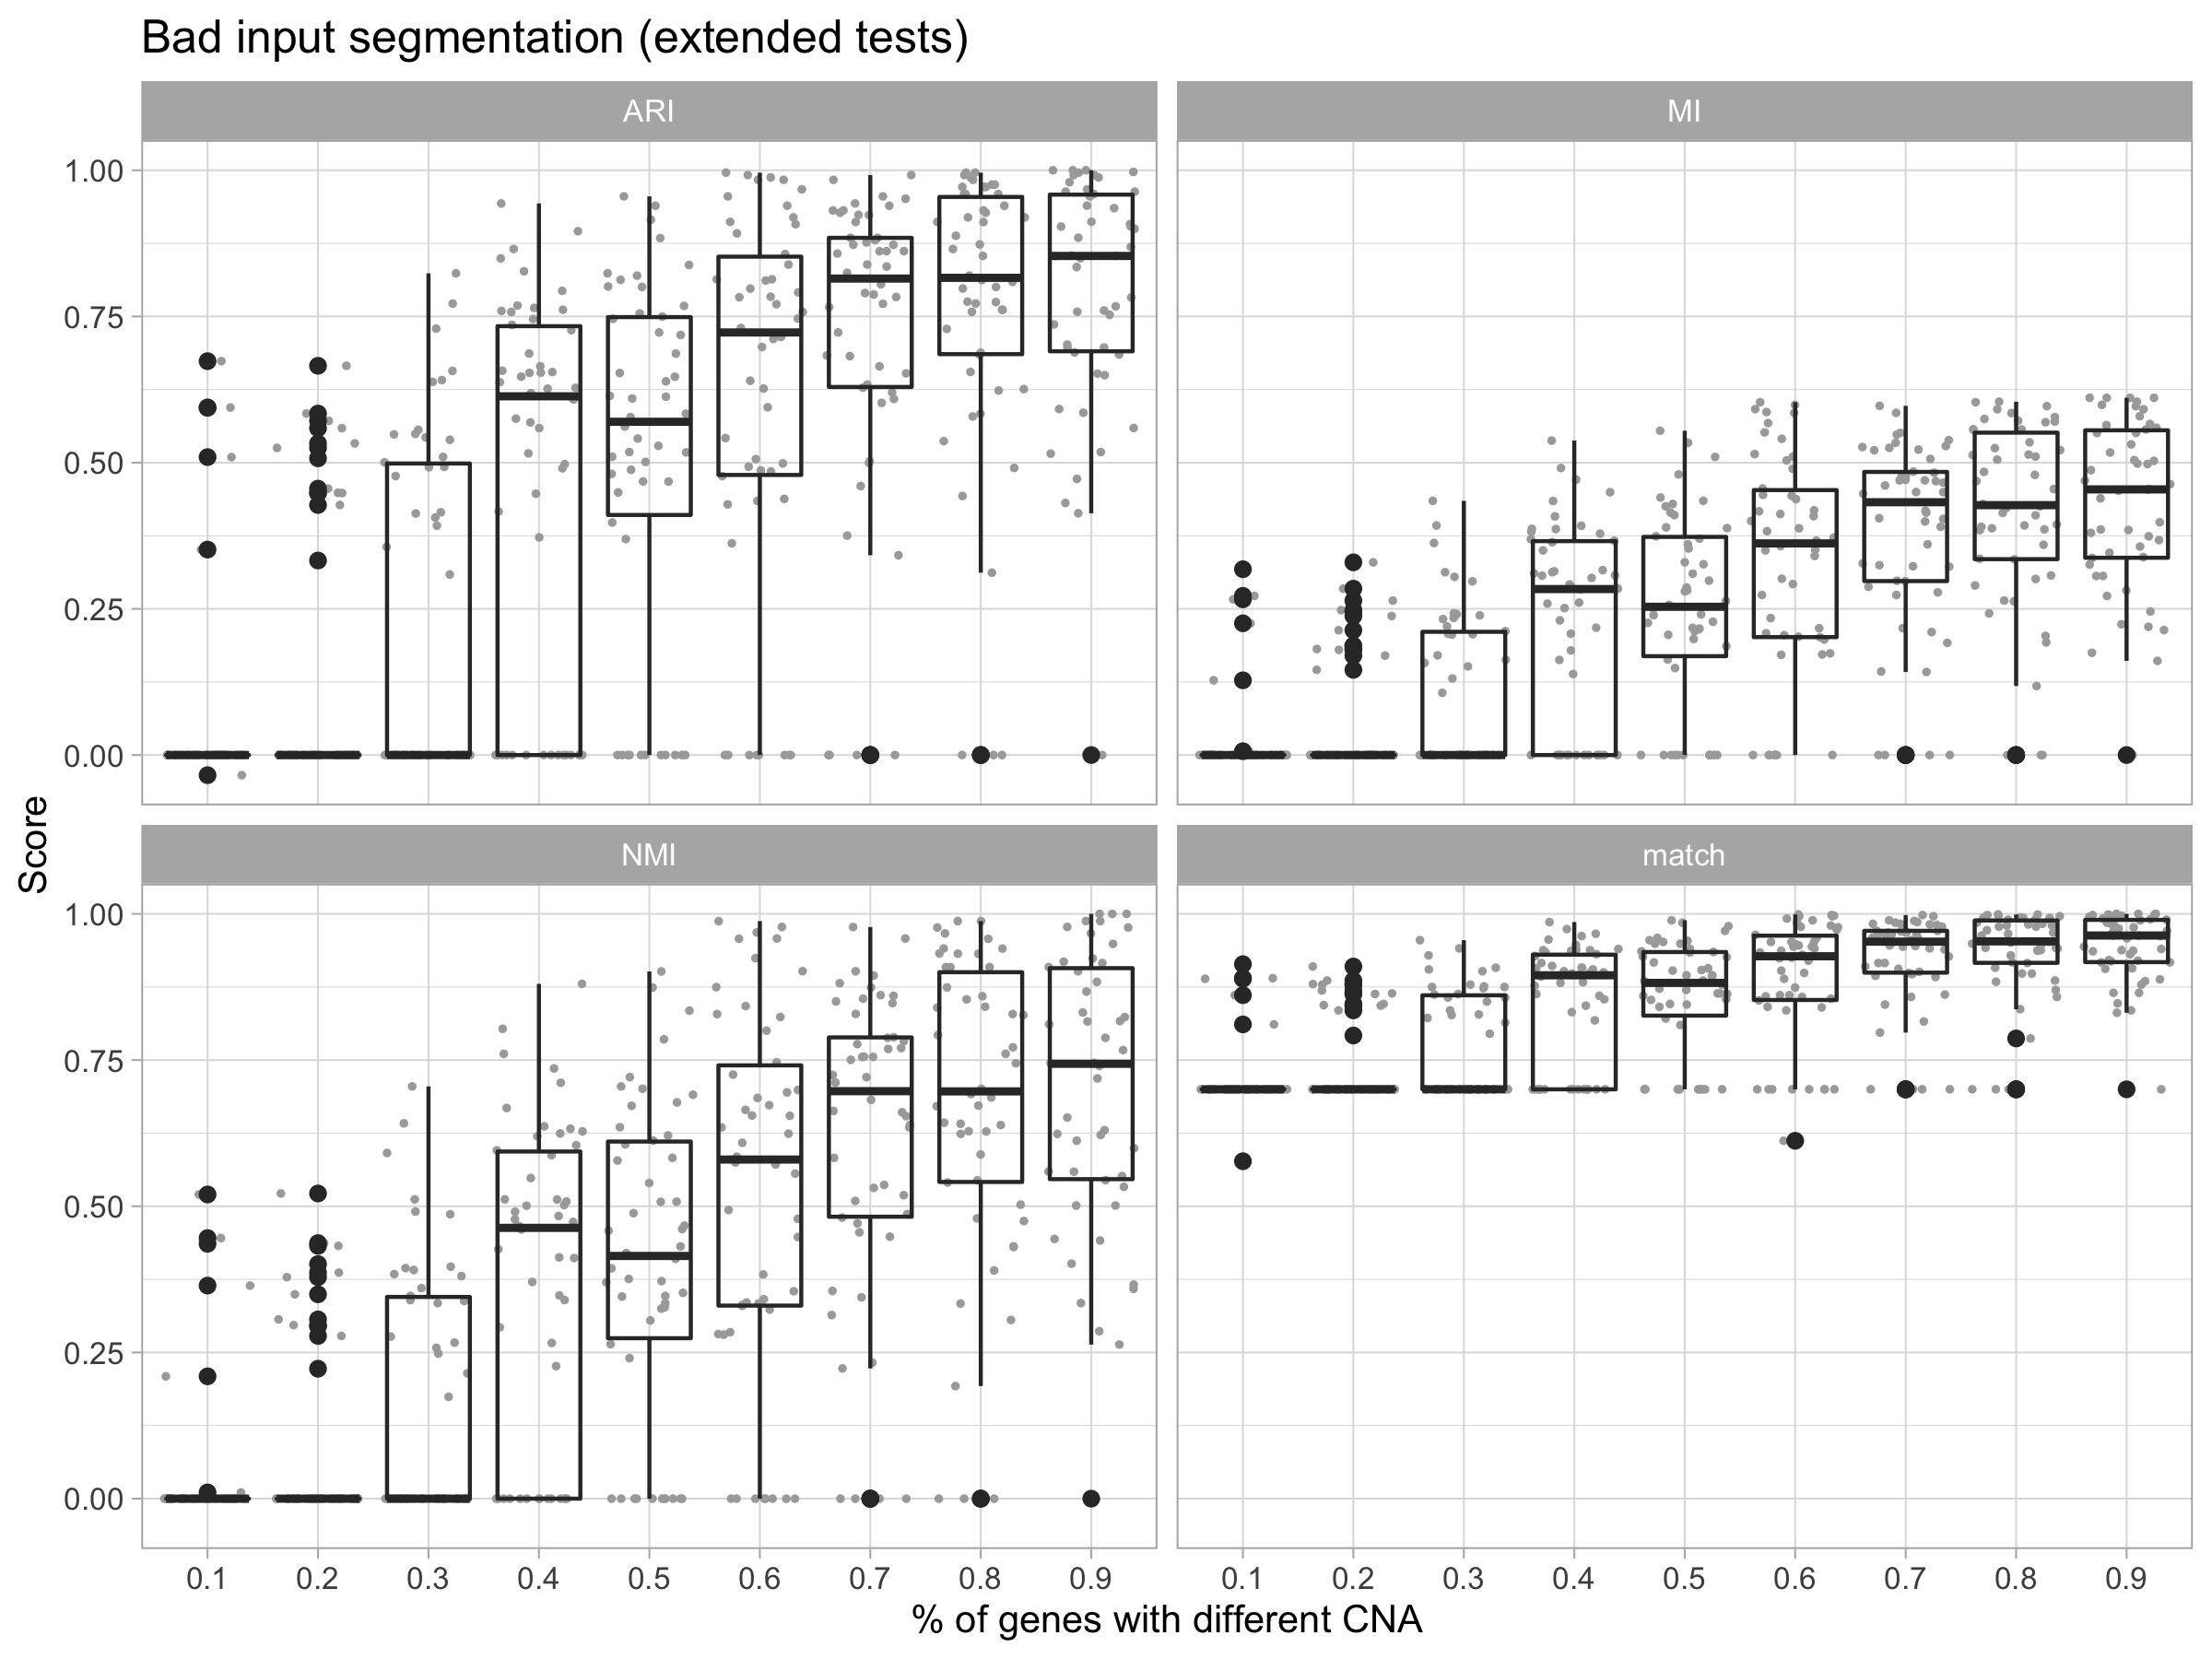 Bad input segmentation (extended tests)
ARI
MI
1.00
0.75
0.50
0.25
0.00
Score
NMI
match
1.00
0.75
0.50
0.25
0.00
0.1 0.2 0.3 0.4 0.5 0.6 0.7 0.8 0.9
0.1 0.2 0.3 0.4 0.5 0.6 0.7 0.8 0.9
% of genes with different CNA